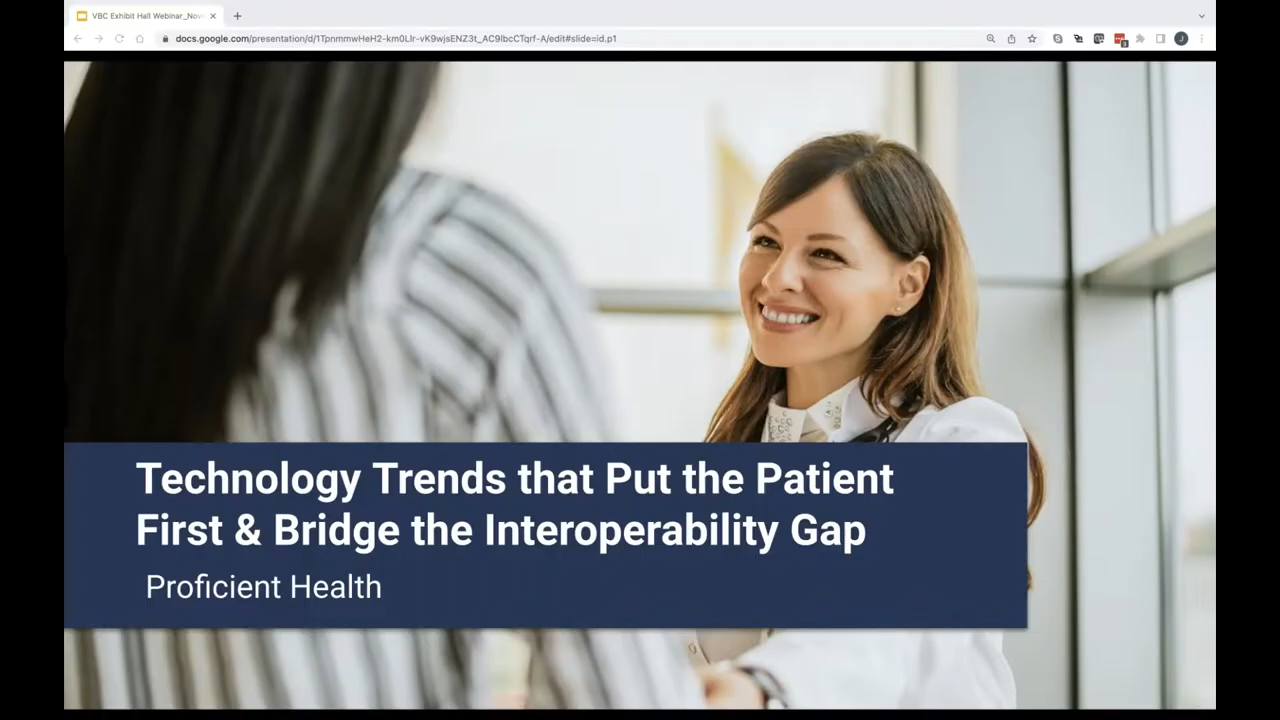 VBC Exhibit Hall Webinar_Nov
docs.google.com/presentation/d/1TpnmmwHeH2-km0Llr-vK9wjsENZ3t_AC9lbcCTqrf-A/edit#slide=id.p1
Technology Trends that Put the Patient
First & Bridge the Interoperability Gap
Proficient Health